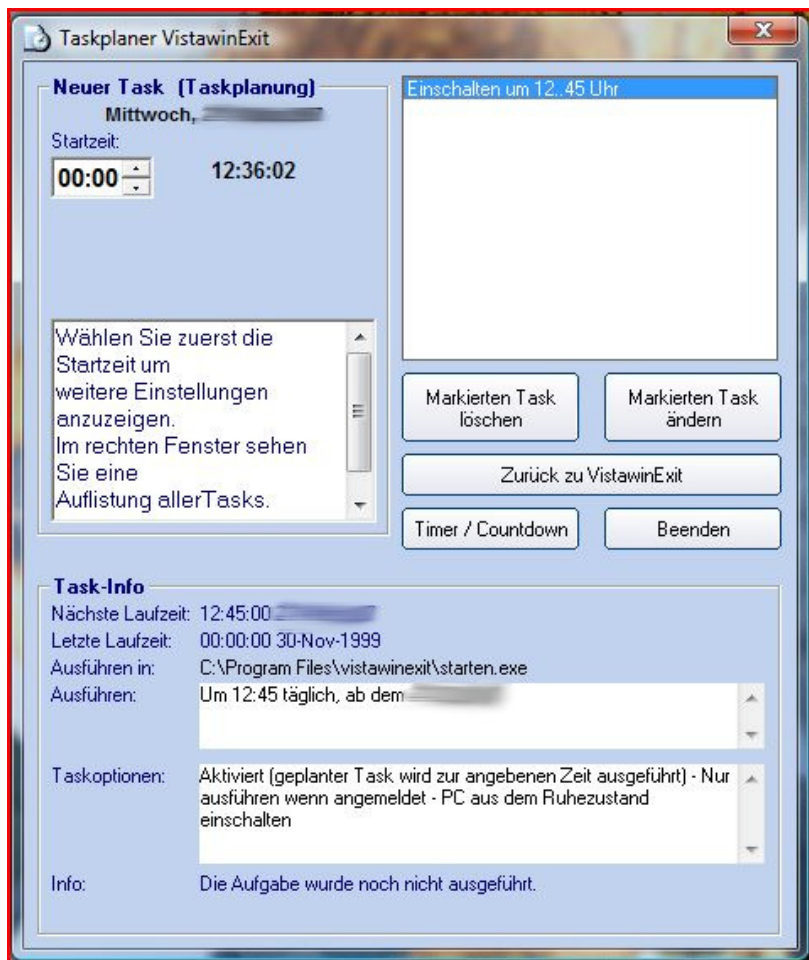 Taskplaner VistawinExit
Neuer Task (Taskplanung)
Mittwoch,
Startzeit:
00:00
12:36:02
Wählen Sie zuerst die
Startzeit um
weitere Einstellungen
anzuzeigen.
Im rechten Fenster sehen
Sie eine
Auflistung allerTasks.
Einschalten um 12..45 Uhr
Markierten Task
löschen
Markierten Task
ändern
Zurück zu VistawinExit
Timer / Countdown
Beenden
Task-Info
Nächste Laufzeit: 12:45:00
Letzte Laufzeit: 00:00:00 30-Nov-1999
Ausführen in: C:\Program Files\vistawinexit\starten.exe
Ausführen: Um 12:45 täglich, ab dem
Taskoptionen: Aktiviert (geplanter Task wird zur angebenen Zeit ausgeführt) - Nur
ausführen wenn angemeldet - PC aus dem Ruhezustand
einschalten
Info: Die Aufgabe wurde noch nicht ausgeführt.